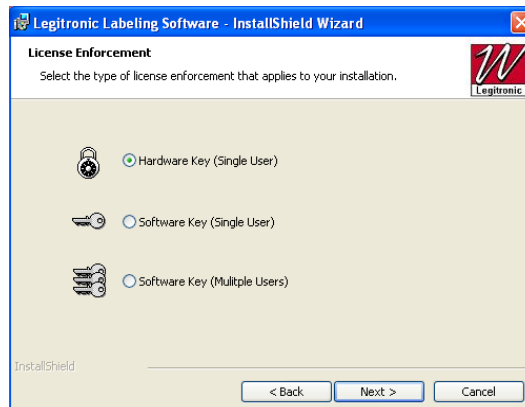 Legitronic Labeling Software - InstallShield Wizard
License Enforcement
Select the type of license enforcement that applies to your installation.
W
Legitronic
Hardware Key (Single User)
Software Key (Single User)
Software Key (Mulitple Users)
InstallShield
< Back
Next >
Cancel